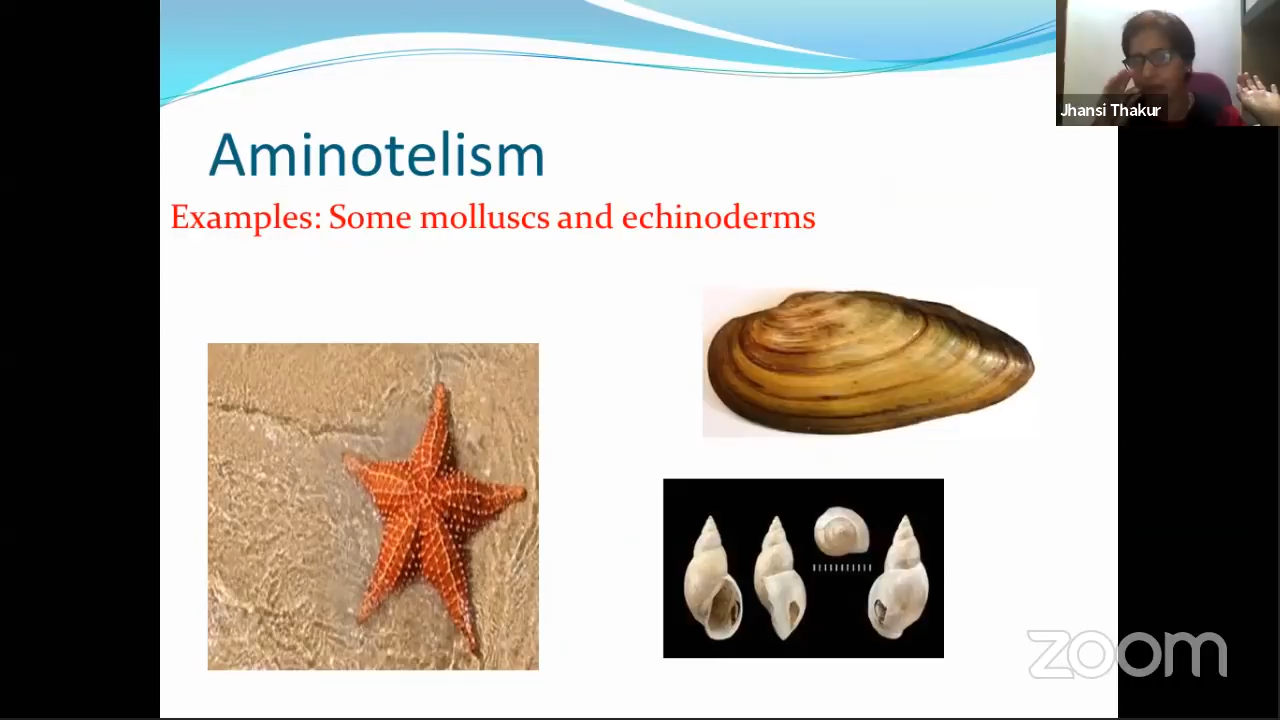 Jhansi Thakur
Aminotelism
Examples: Some molluscs and echinoderms
zoom